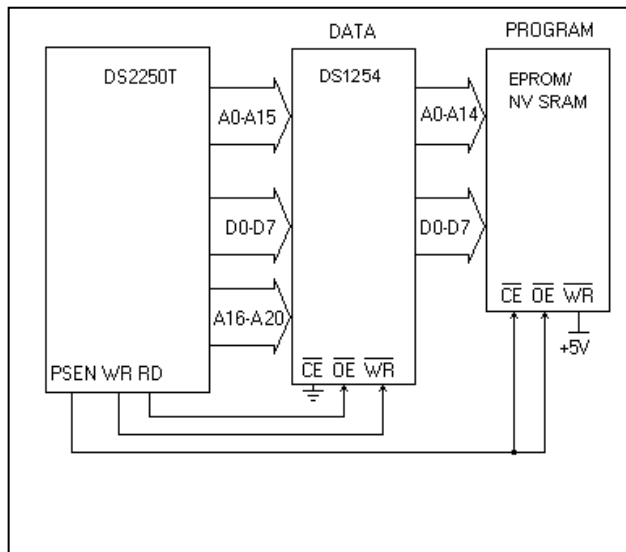 DATA
PROGRAM
DS2250T
DS1254
EPROM/
NV SRAM
A0-A15
A0-A14
D0-D7
D0-D7
A16-A20
CE OE WR
+5V
PSEN WR RD
CE OE WR